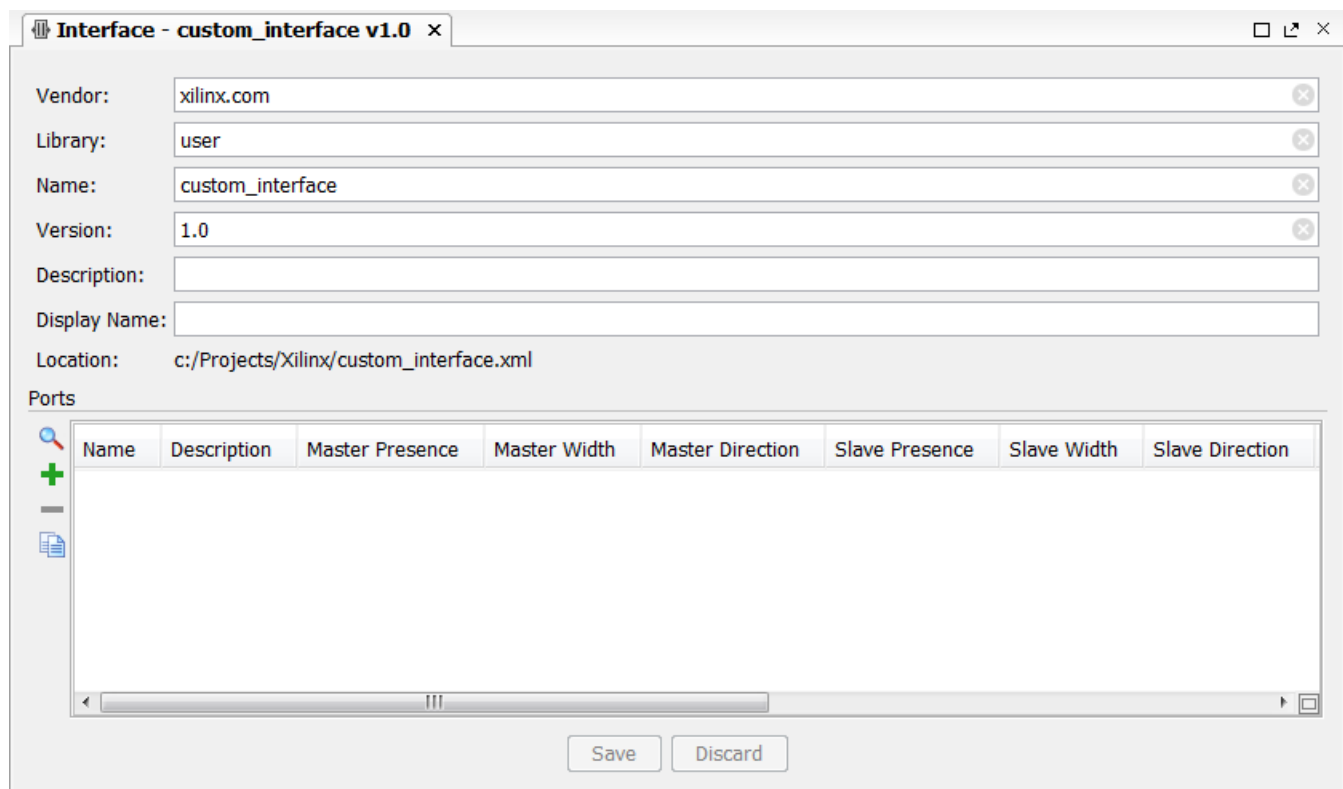 Interface - custom_interface v1.0
Vendor: xilinx.com
Library: user
Name: custom_interface
Version: 1.0
Description:
Display Name:
Location: c:/Projects/Xilinx/custom_interface.xml
Ports
Name Description Master Presence Master Width Master Direction Slave Presence Slave Width Slave Direction
Save Discard